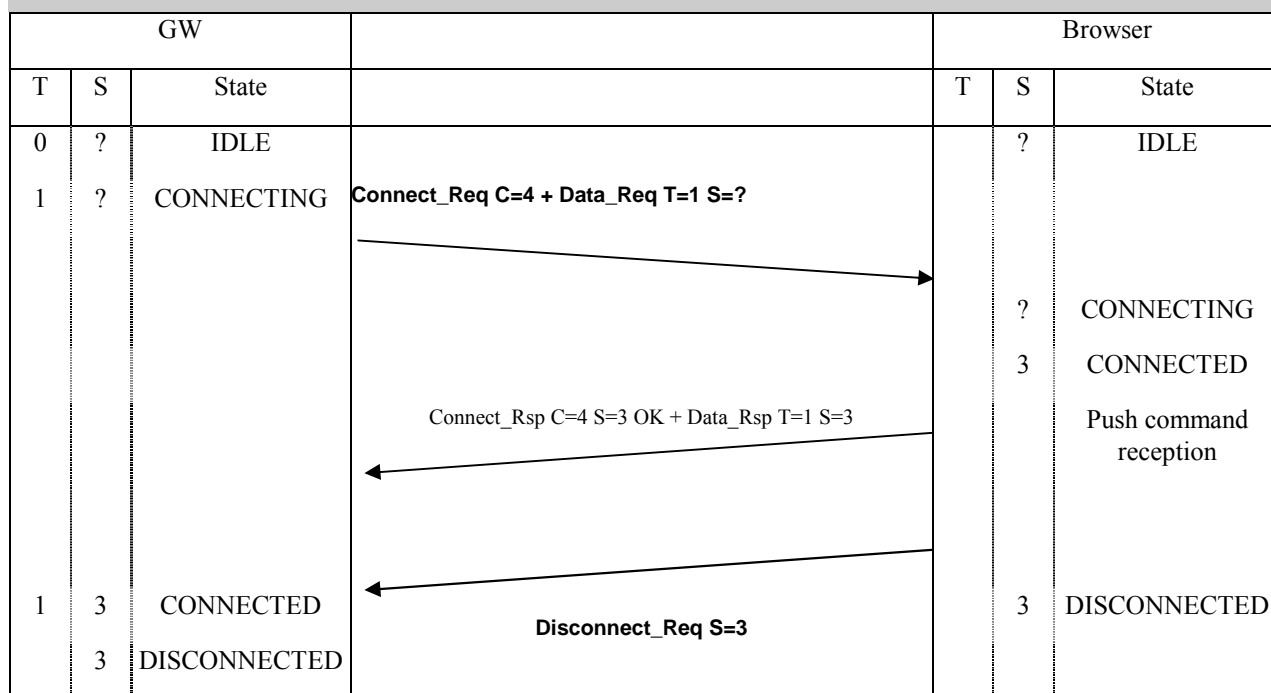 GW Browser
T S State T S State
0 ? IDLE ? IDLE
1 ? CONNECTING Connect_Req C=4 + Data_Req T=1 S=?
? CONNECTING
3 CONNECTED
Connect_Rsp C=4 S=3 OK + Data_Rsp T=1 S=3 Push command
reception
1 3 CONNECTED 3 DISCONNECTED
Disconnect_Req S=3
3 DISCONNECTED